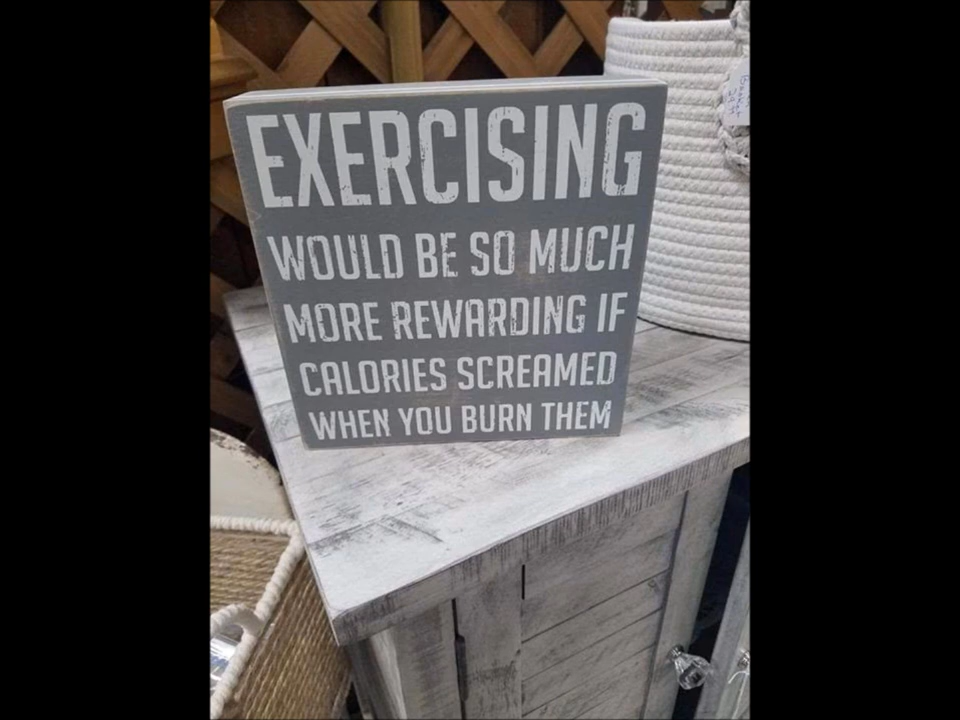 EXERCISING
WOULD BE SO MUCH
MORE REWARDING IF
CALORIES SCREAMED
WHEN YOU BURN THEM